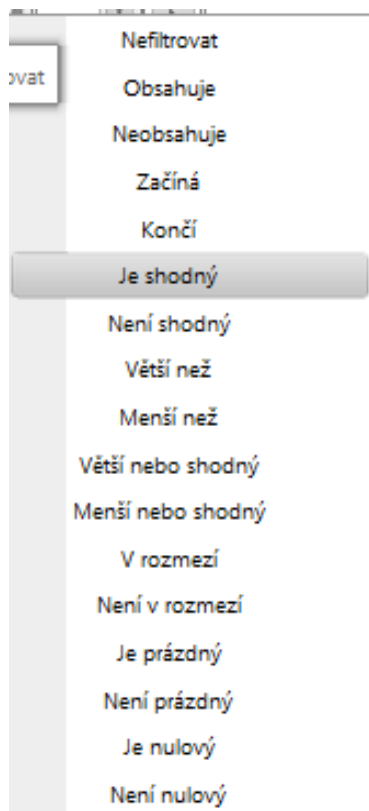 Nefiltrovat
ovat
Obsahuje
Neobsahuje
Začíná
Končí
Je shodný
Není shodný
Větší než
Menší než
Větší nebo shodný
Menší nebo shodný
V rozmezí
Není v rozmezí
Je prázdný
Není prázdný
Je nulový
Není nulový